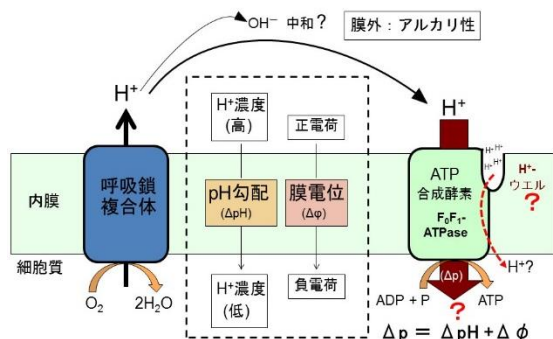 OH⁻ 中和？
膜外：アルカリ性
H⁺
H⁺
H⁺濃度
(高)
正電荷
H⁺ H⁺
H⁺ H⁺
H⁺
内膜
呼吸鎖
複合体
pH勾配
(ΔpH)
膜電位
(Δφ)
ATP
合成酵素
F₀F₁-
ATPase
H⁺-
ウエル
?
細胞質
O₂
2H₂O
H⁺濃度
(低)
負電荷
ADP + P
(Δp)
ATP
H⁺?
?
Δp = ΔpH + Δφ